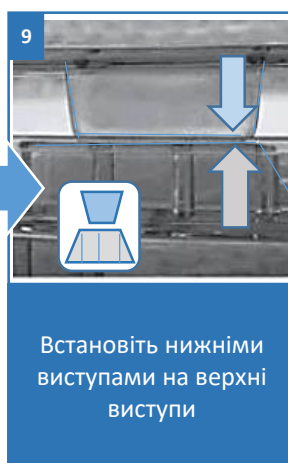 9
Встановіть нижніми
виступами на верхні
виступи